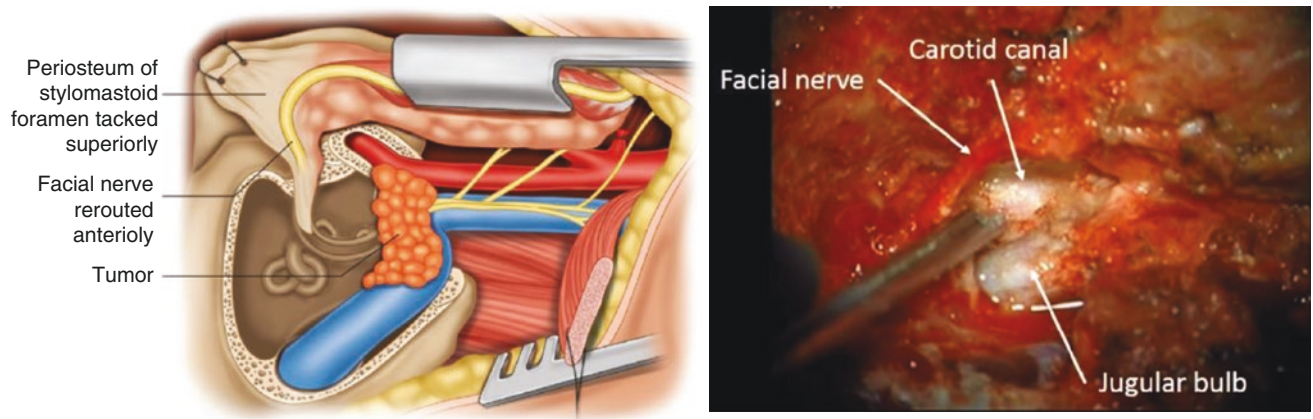 Periosteum of
stylomastoid
foramen tacked
superiorly
Facial nerve
rerouted
anterioly
Tumor
Carotid canal
Facial nerve
Jugular bulb